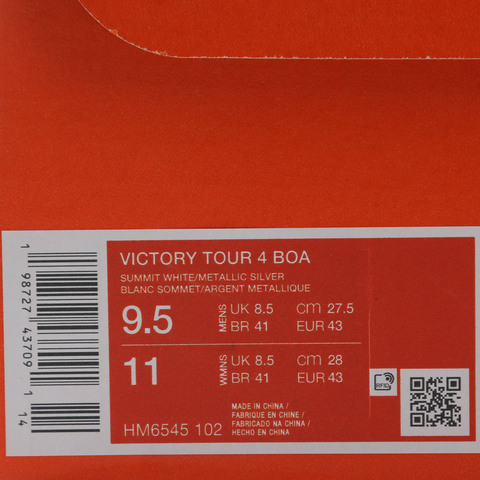 VICTORY TOUR 4 BOA
SUMMIT WHITE/METALLIC SILVER
BLANC SOMMET/ARGENT METALLIQUE
9.5 MENS UK 8.5 CM 27.5
BR 41 EUR 43
11 WMNS UK 8.5 CM 28
BR 41 EUR 43
RFID
MADE IN CHINA /
FABRIQUE EN CHINE /
FABRICADO NA CHINA /
HECHO EN CHINA
HM6545 102
1 98727 43709 1 14